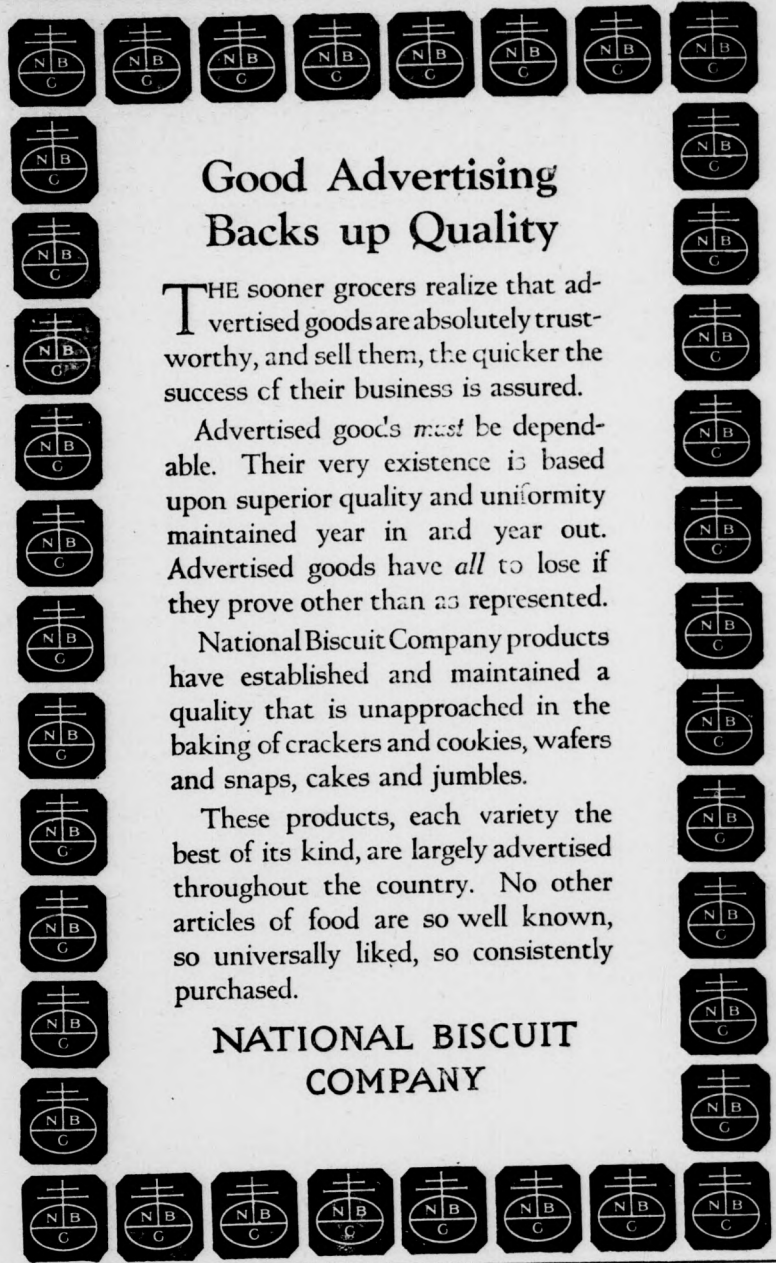 Good Advertising
Backs up Quality
THE sooner grocers realize that ad-
vertised goods are absolutely trust-
worthy, and sell them, the quicker the
success of their business is assured.
Advertised goods must be depend-
able. Their very existence is based
upon superior quality and uniformity
maintained year in and year out.
Advertised goods have all to lose if
they prove other than as represented.
National Biscuit Company products
have established and maintained a
quality that is unapproached in the
baking of crackers and cookies, wafers
and snaps, cakes and jumbles.
These products, each variety the
best of its kind, are largely advertised
throughout the country. No other
articles of food are so well known,
so universally liked, so consistently
purchased.
NATIONAL BISCUIT
COMPANY